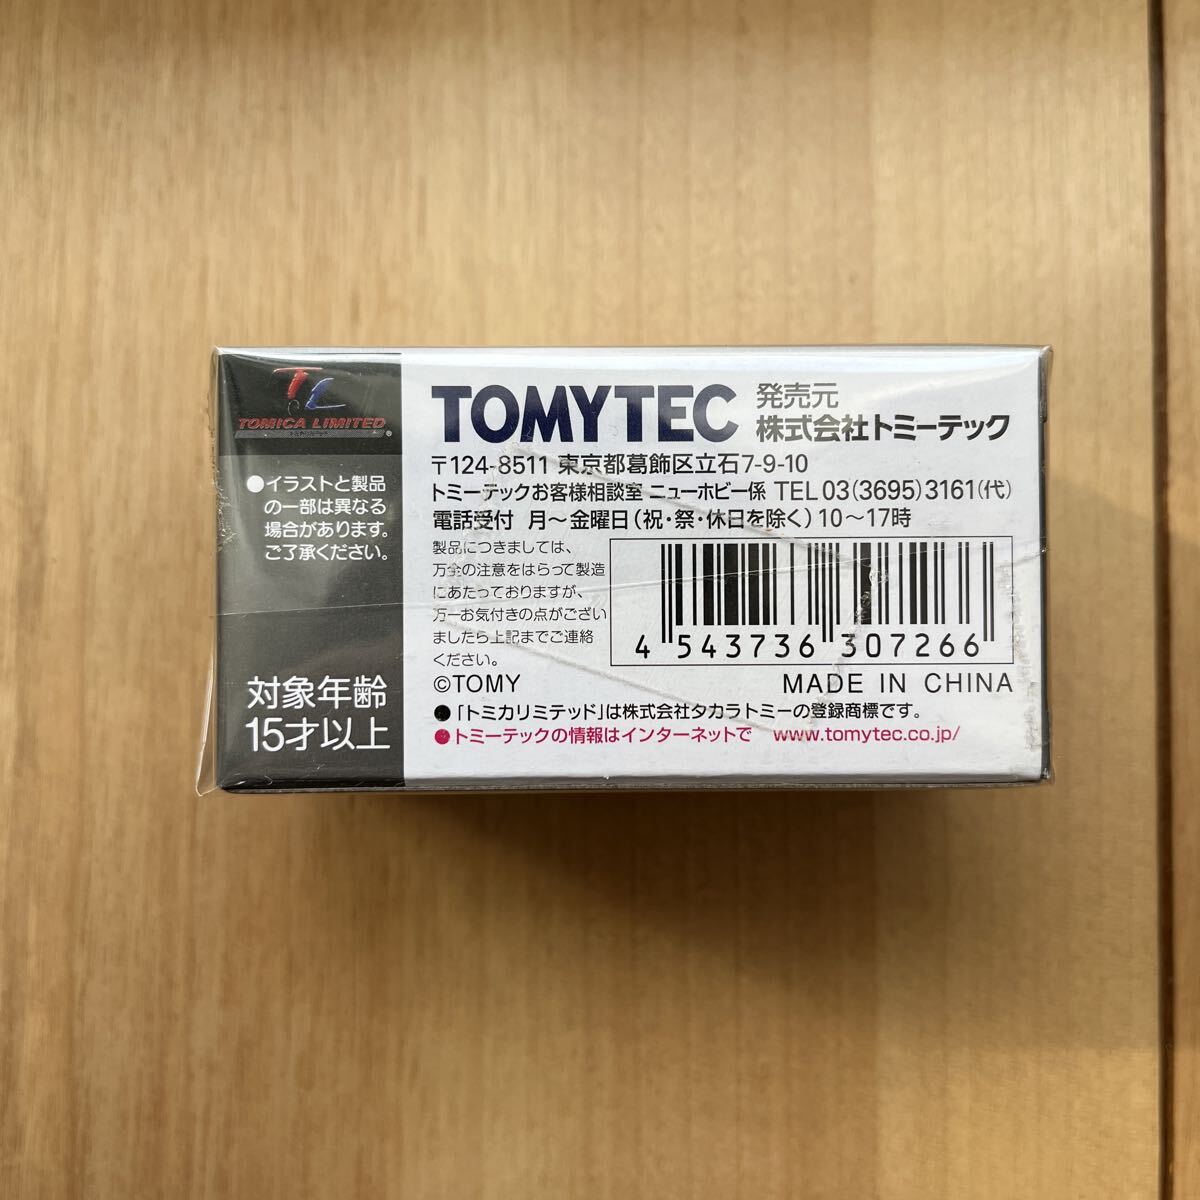 TL
TOMICA LIMITED
®
●イラストと製品
の一部は異なる
場合があります。
ご了承ください。
対象年齢
15才以上
TOMYTEC 発売元
株式会社トミーテック
〒124-8511 東京都葛飾区立石7-9-10
トミーテックお客様相談室 ニューホビー係 TEL 03(3695)3161(代)
電話受付 月～金曜日(祝・祭・休日を除く)10～17時
製品につきましては、
万全の注意をはらって製造
にあたっておりますが、
万一お気付きの点がござい
ましたら上記までご連絡
ください。
4 543736 307266
©TOMY MADE IN CHINA
●「トミカリミテッド」は株式会社タカラトミーの登録商標です。
●トミーテックの情報はインターネットで www.tomytec.co.jp/